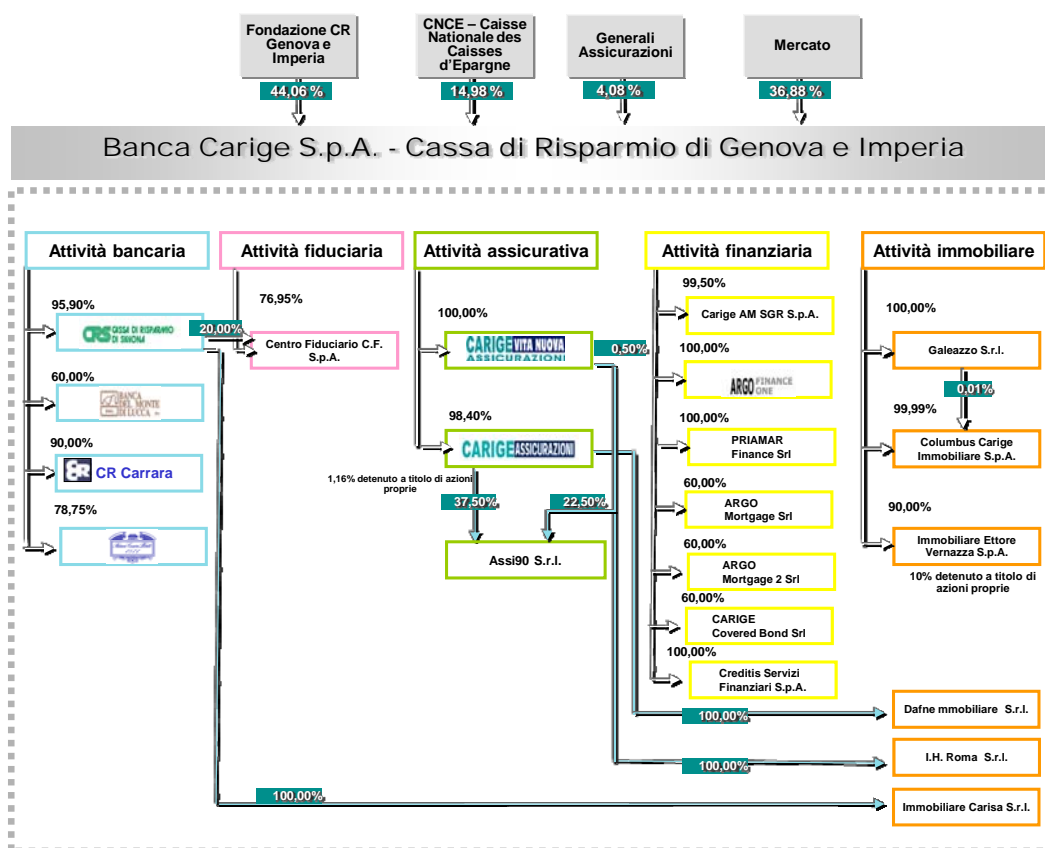 Fondazione CR
Genova e
Imperia
CNCE – Caisse
Nationale des
Caisses
d'Epargne
Generali
Assicurazioni
Mercato
44,06 %
14,98 %
4,08 %
36,88 %
Banca Carige S.p.A. - Cassa di Risparmio di Genova e Imperia
Attività bancaria
95,90%
CRS CASSA DI RISPARMIO
DI SAVONA
20,00%
60,00%
BANCA
DEL MONTE
DI LUCCA
90,00%
CR Carrara
78,75%
Attività fiduciaria
76,95%
Centro Fiduciario C.F.
S.p.A.
Attività assicurativa
100,00%
CARIGE VITA NUOVA
ASSICURAZIONI
0,50%
98,40%
CARIGE ASSICURAZIONI
1,16% detenuto a titolo di azioni
proprie
37,50%
22,50%
Assi90 S.r.l.
Attività finanziaria
99,50%
Carige AM SGR S.p.A.
100,00%
ARGO FINANCE
ONE
100,00%
PRIAMAR
Finance Srl
60,00%
ARGO
Mortgage Srl
60,00%
ARGO
Mortgage 2 Srl
60,00%
CARIGE
Covered Bond Srl
100,00%
Creditis Servizi
Finanziari S.p.A.
Attività immobiliare
100,00%
Galeazzo S.r.l.
0,01%
99,99%
Columbus Carige
Immobiliare S.p.A.
90,00%
Immobiliare Ettore
Vernazza S.p.A.
10% detenuto a titolo di
azioni proprie
100,00%
Dafne mmobiliare S.r.l.
100,00%
I.H. Roma S.r.l.
100,00%
Immobiliare Carisa S.r.l.